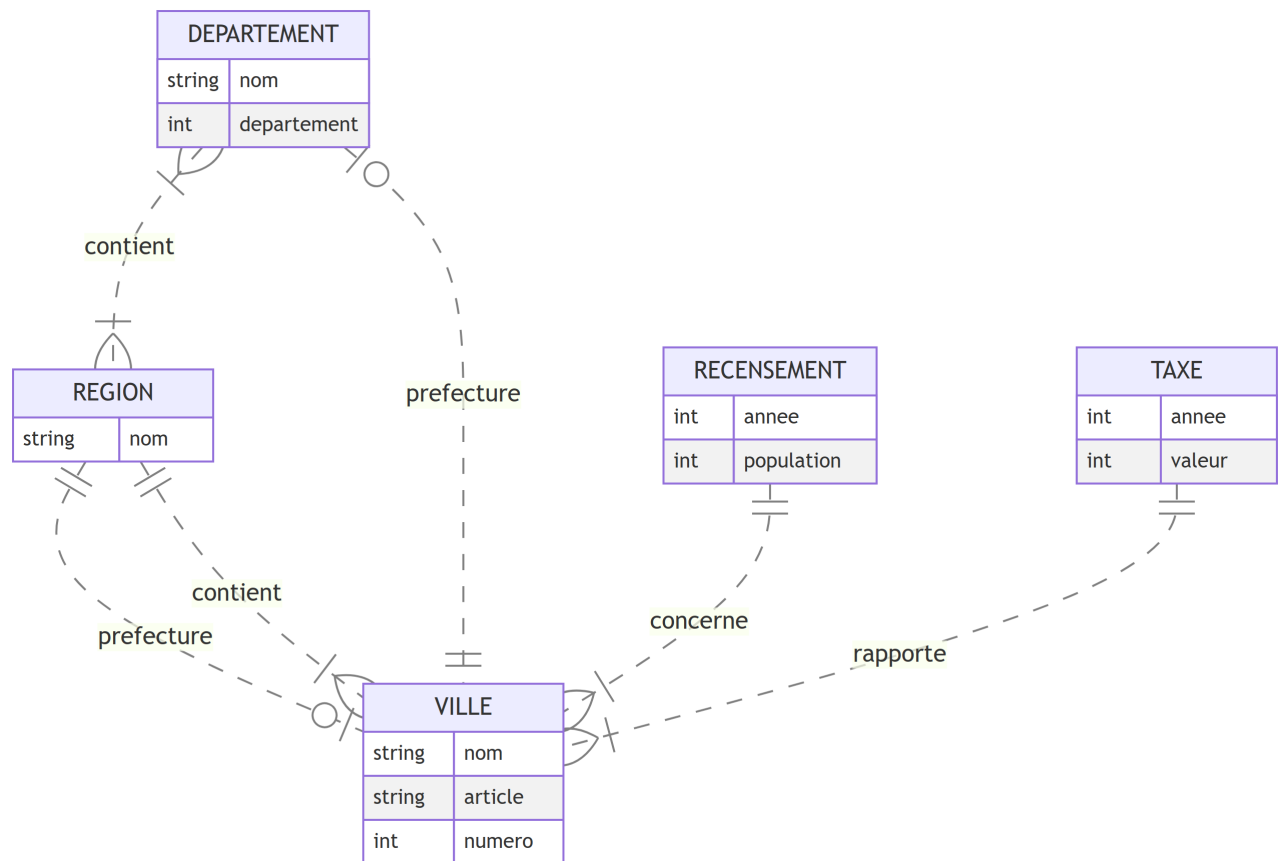 DEPARTEMENT
string nom
int departement
contient
prefecture
REGION
string nom
RECENSEMENT
int annee
int population
TAXE
int annee
int valeur
contient
prefecture
concerne
rapporte
VILLE
string nom
string article
int numero